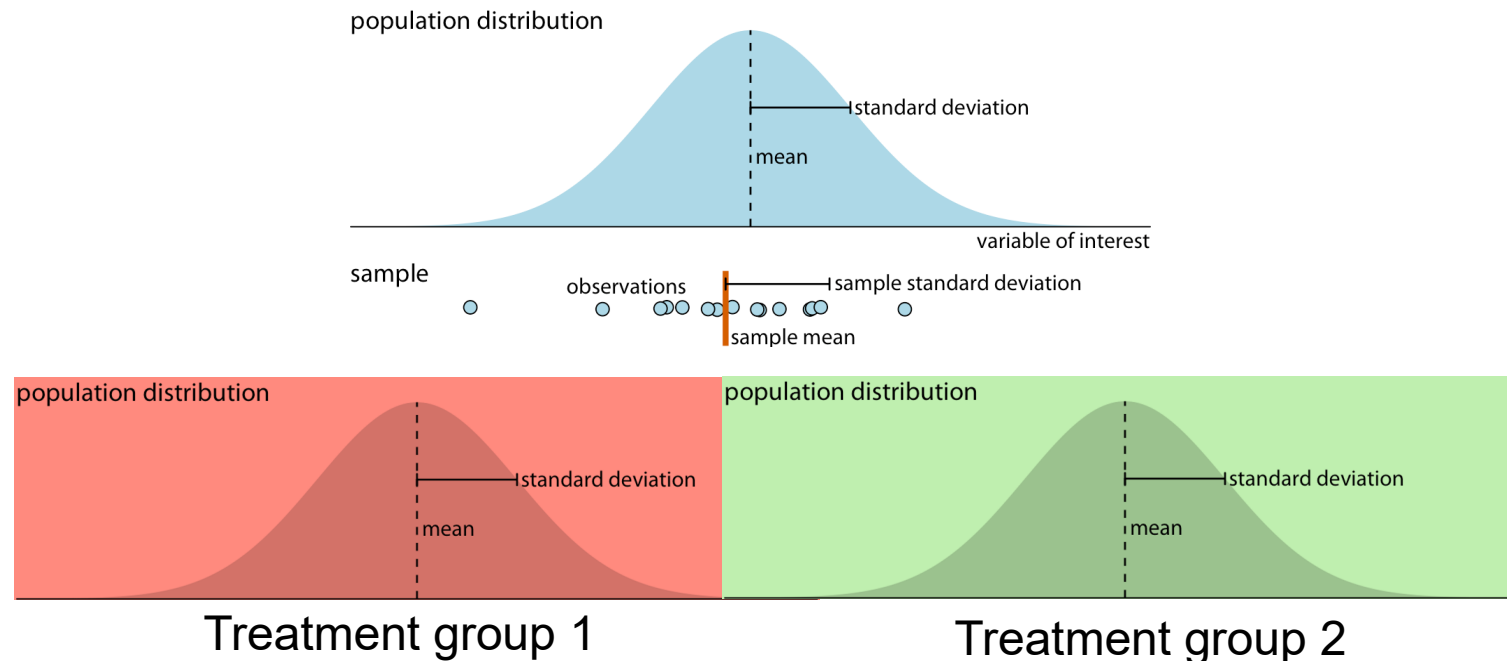 population distribution
standard deviation
mean
variable of interest
sample
observations
sample standard deviation
sample mean
population distribution
standard deviation
mean
Treatment group 1
population distribution
standard deviation
mean
Treatment group 2